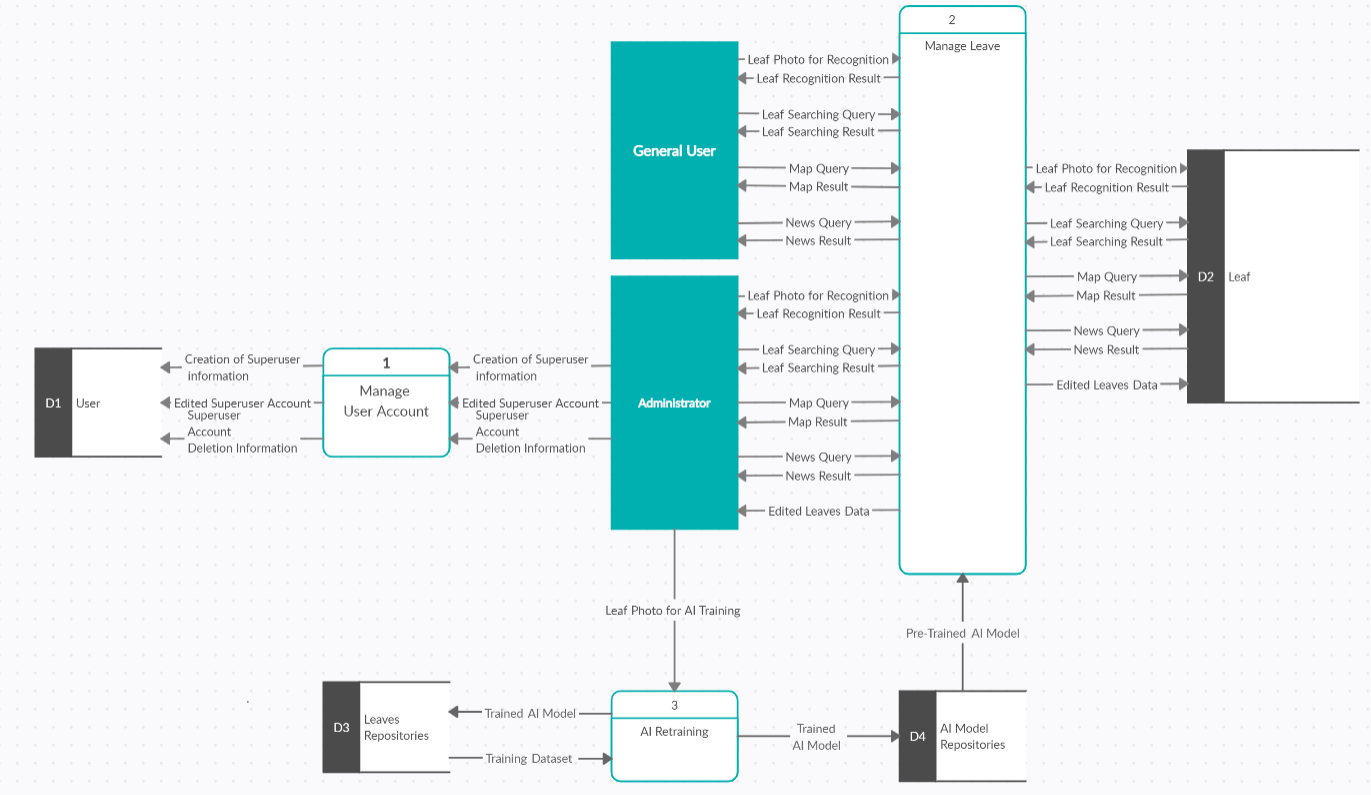 2
Manage Leave
General User
Leaf Photo for Recognition
Leaf Recognition Result
Leaf Searching Query
Leaf Searching Result
Map Query
Map Result
News Query
News Result
Leaf Photo for Recognition
Leaf Recognition Result
Leaf Searching Query
Leaf Searching Result
Map Query
Map Result
News Query
News Result
Edited Leaves Data
D2
Leaf
Administrator
Leaf Photo for Recognition
Leaf Recognition Result
Leaf Searching Query
Leaf Searching Result
Map Query
Map Result
News Query
News Result
Edited Leaves Data
D1
User
Creation of Superuser
information
Edited Superuser Account
Superuser
Account
Deletion Information
1
Manage
User Account
Creation of Superuser
information
Edited Superuser Account
Superuser
Account
Deletion Information
Leaf Photo for AI Training
Pre-Trained AI Model
D3
Leaves
Repositories
Trained AI Model
Training Dataset
3
AI Retraining
Trained
AI Model
D4
AI Model
Repositories